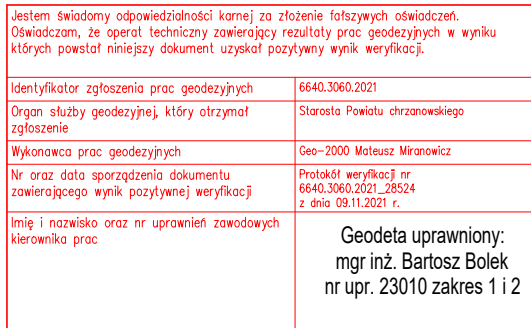 Jestem świadomy odpowiedzialności karnej za złożenie fałszywych oświadczeń.
Oświadczam, że operat techniczny zawierający rezultaty prac geodezyjnych w wyniku
których powstał niniejszy dokument uzyskał pozytywny wynik weryfikacji.
Identyfikator zgłoszenia prac geodezyjnych
6640.3060.2021
Organ służby geodezyjnej, który otrzymał
zgłoszenie
Starosta Powiatu chrzanowskiego
Wykonawca prac geodezyjnych
Geo-2000 Mateusz Miranowicz
Nr oraz data sporządzenia dokumentu
zawierającego wynik pozytywnej weryfikacji
Protokół weryfikacji nr
6640.3060.2021_28524
z dnia 09.11.2021 r.
Imię i nazwisko oraz nr uprawnień zawodowych
kierownika prac
Geodeta uprawniony:
mgr inż. Bartosz Bolek
nr upr. 23010 zakres 1 i 2